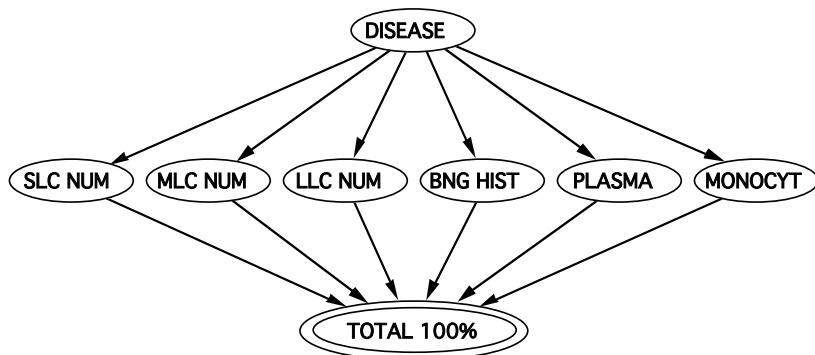 DISEASE
SLC NUM
MLC NUM
LLC NUM
BNG HIST
PLASMA
MONOCYT
TOTAL 100%